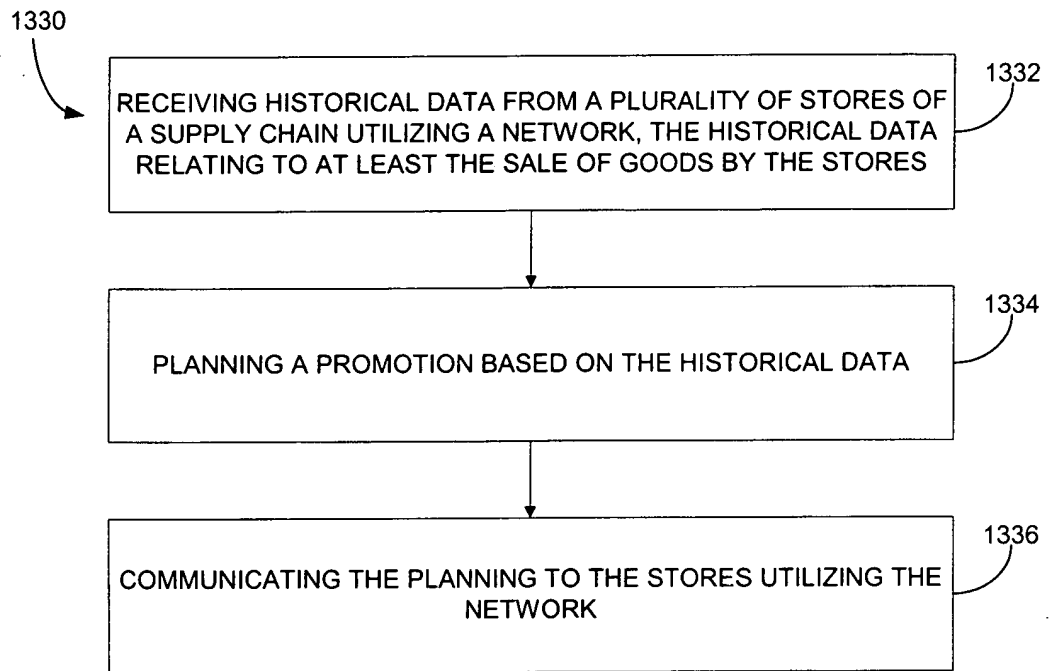 1330
1332
RECEIVING HISTORICAL DATA FROM A PLURALITY OF STORES OF
A SUPPLY CHAIN UTILIZING A NETWORK, THE HISTORICAL DATA
RELATING TO AT LEAST THE SALE OF GOODS BY THE STORES
1334
PLANNING A PROMOTION BASED ON THE HISTORICAL DATA
1336
COMMUNICATING THE PLANNING TO THE STORES UTILIZING THE
NETWORK